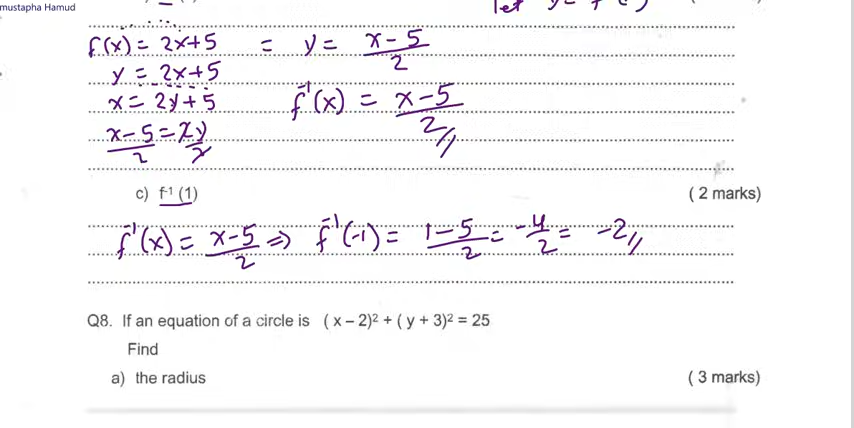 mustapha Hamud
let y =
f(x) = 2x+5 = y = x-5/2
y = 2x+5
x = 2y+5 f⁻¹(x) = x-5/2
x-5/2 = 2y/2
c) f-1 (1) ( 2 marks)
f⁻¹(x) = x-5/2 => f⁻¹(-1) = 1-5/2 = -4/2 = -2
Q8. If an equation of a circle is ( x – 2)² + ( y + 3)² = 25
Find
a) the radius ( 3 marks)